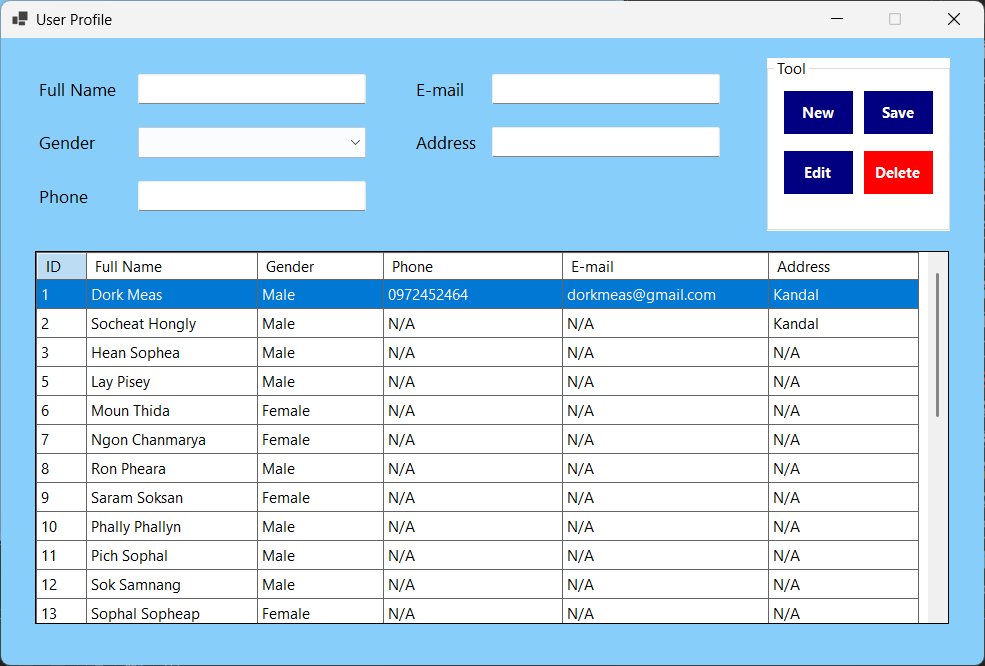 User Profile
Full Name E-mail Tool
New Save
Gender Address
Edit Delete
Phone
ID Full Name Gender Phone E-mail Address
1 Dork Meas Male 0972452464 dorkmeas@gmail.com Kandal
2 Socheat Hongly Male N/A N/A Kandal
3 Hean Sophea Male N/A N/A N/A
5 Lay Pisey Male N/A N/A N/A
6 Moun Thida Female N/A N/A N/A
7 Ngon Chanmarya Female N/A N/A N/A
8 Ron Pheara Male N/A N/A N/A
9 Saram Soksan Female N/A N/A N/A
10 Phally Phallyn Male N/A N/A N/A
11 Pich Sophal Male N/A N/A N/A
12 Sok Samnang Male N/A N/A N/A
13 Sophal Sopheap Female N/A N/A N/A